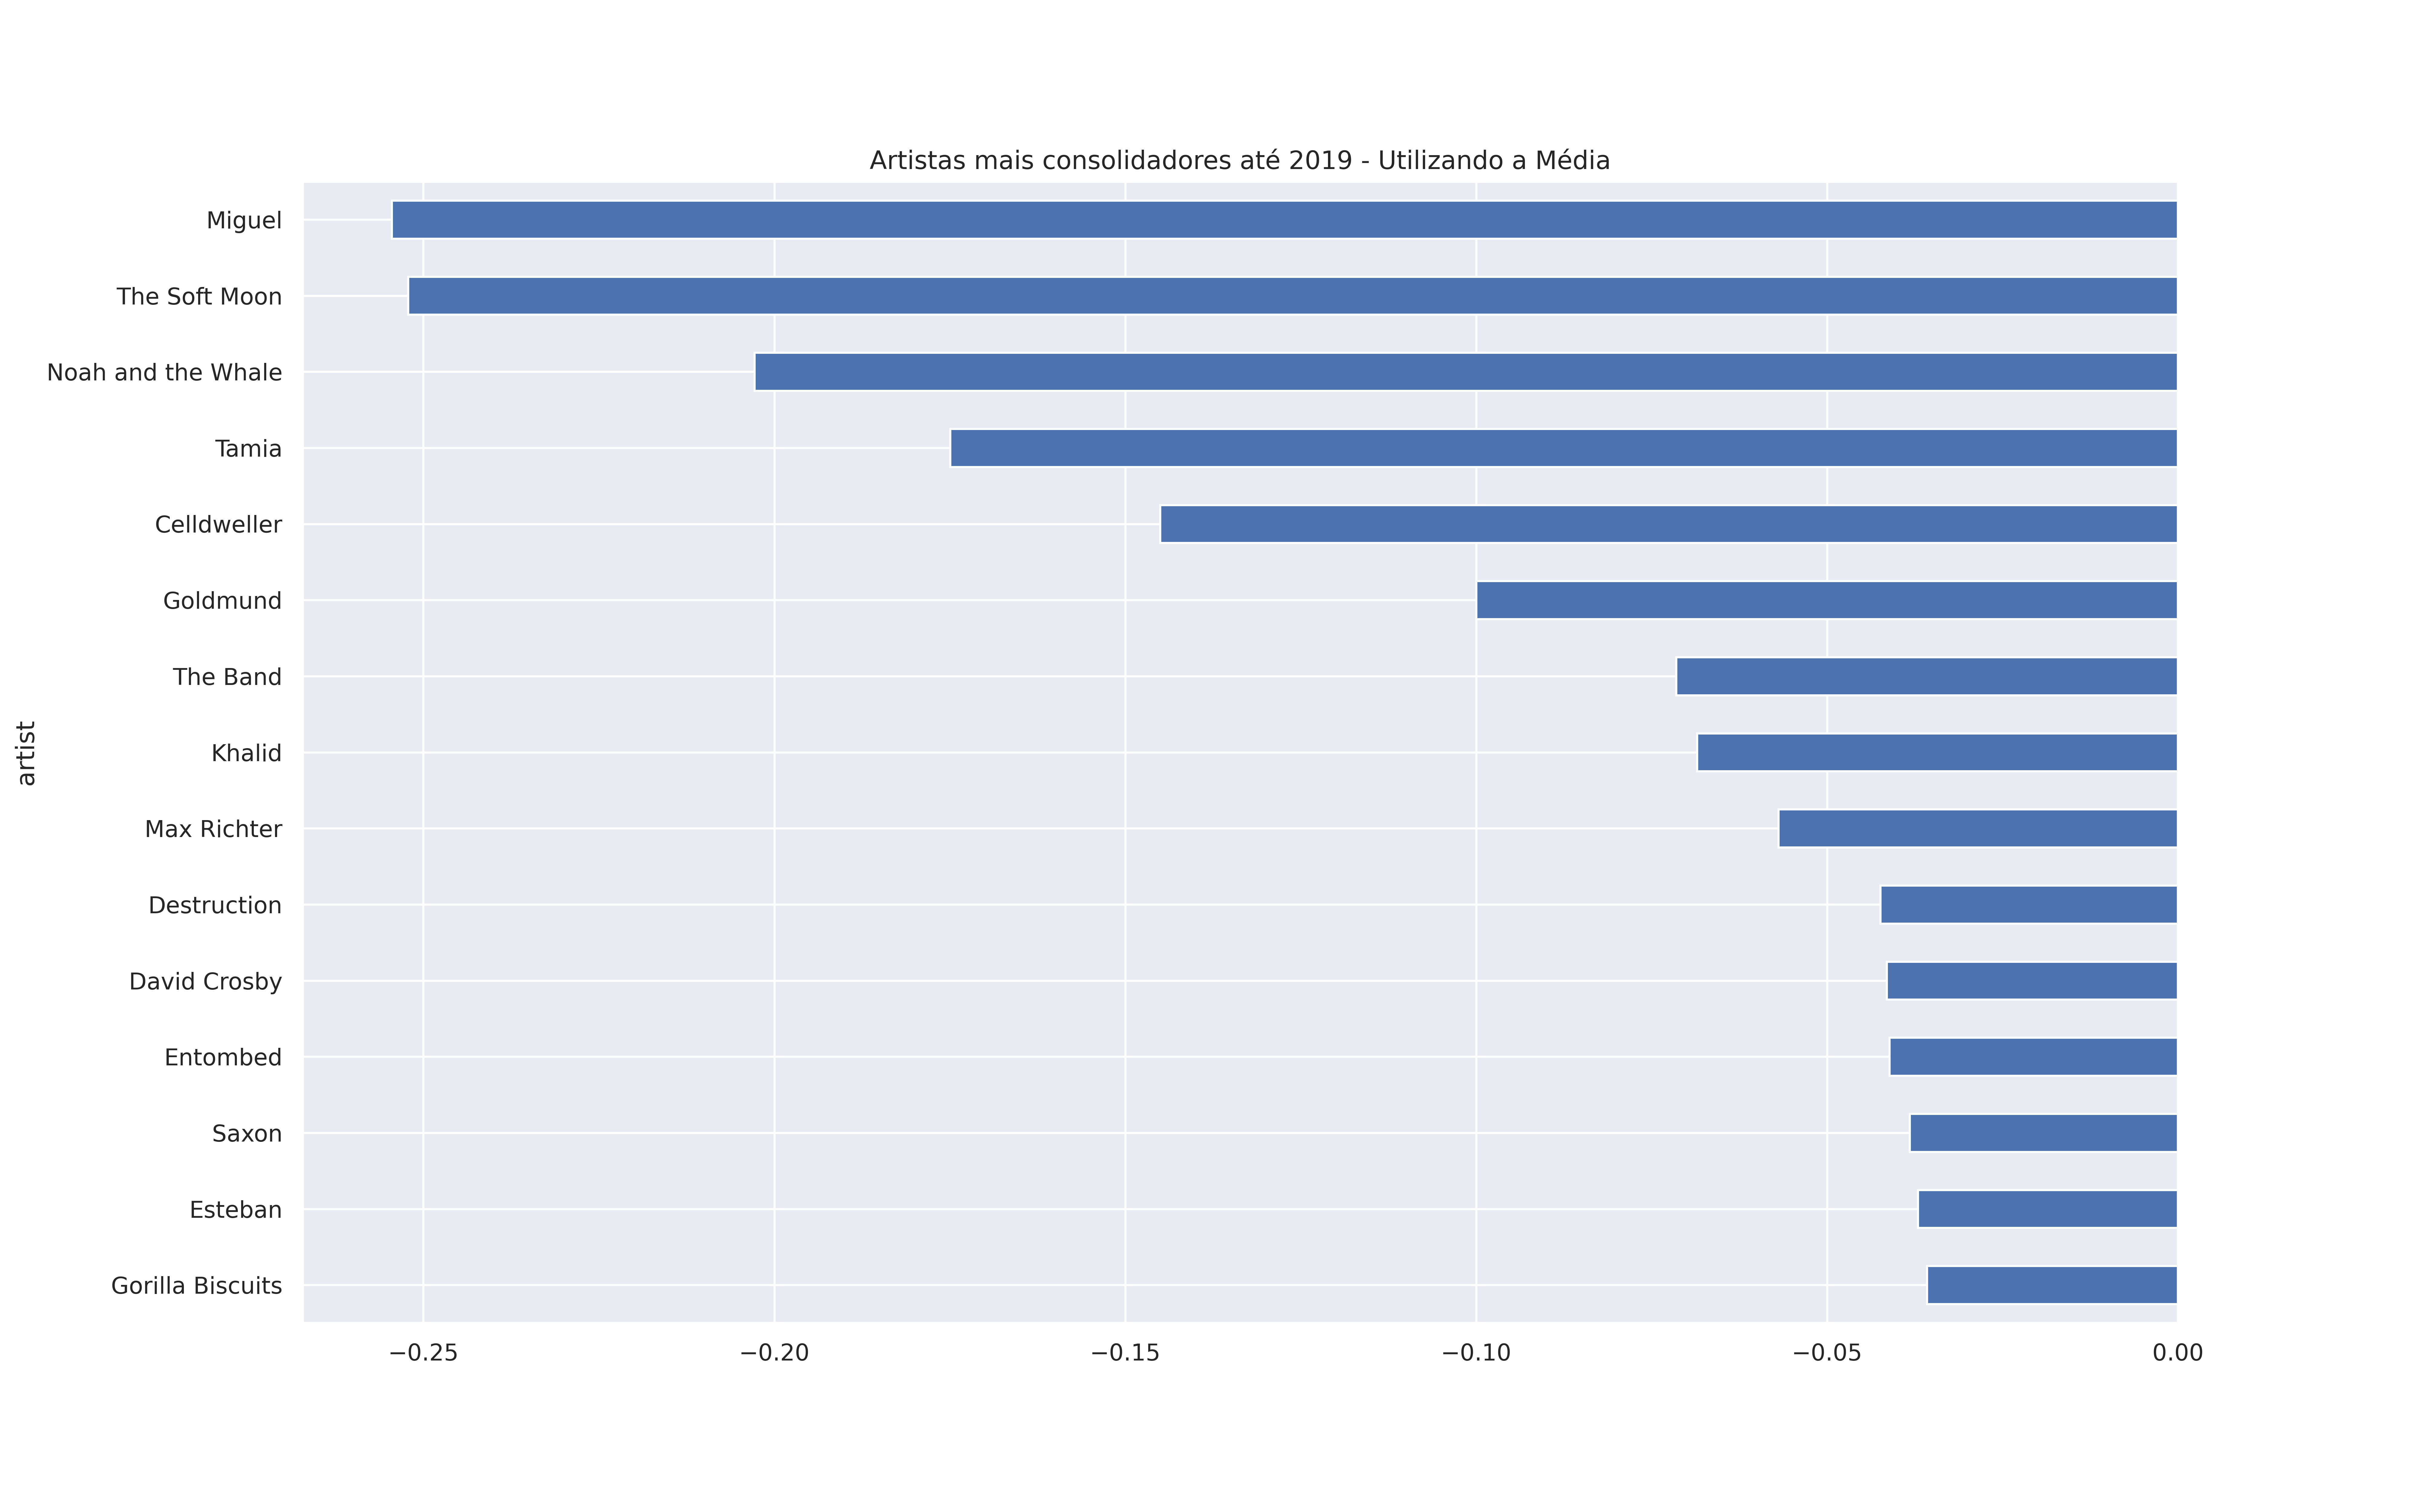 Artistas mais consolidadores até 2019 - Utilizando a Média
Miguel
The Soft Moon
Noah and the Whale
Tamia
Celldweller
Goldmund
The Band
Khalid
Max Richter
Destruction
David Crosby
Entombed
Saxon
Esteban
Gorilla Biscuits
artist
−0.25
−0.20
−0.15
−0.10
−0.05
0.00